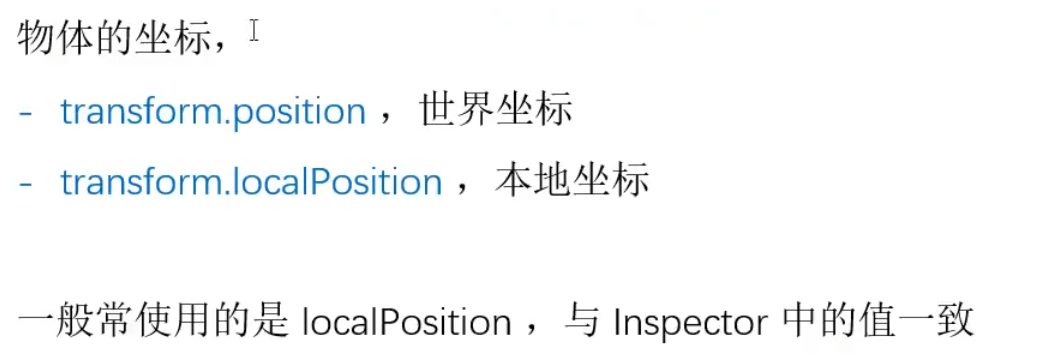 物体的坐标，
- transform.position ，世界坐标
- transform.localPosition ，本地坐标
一般常使用的是 localPosition ，与 Inspector 中的值一致